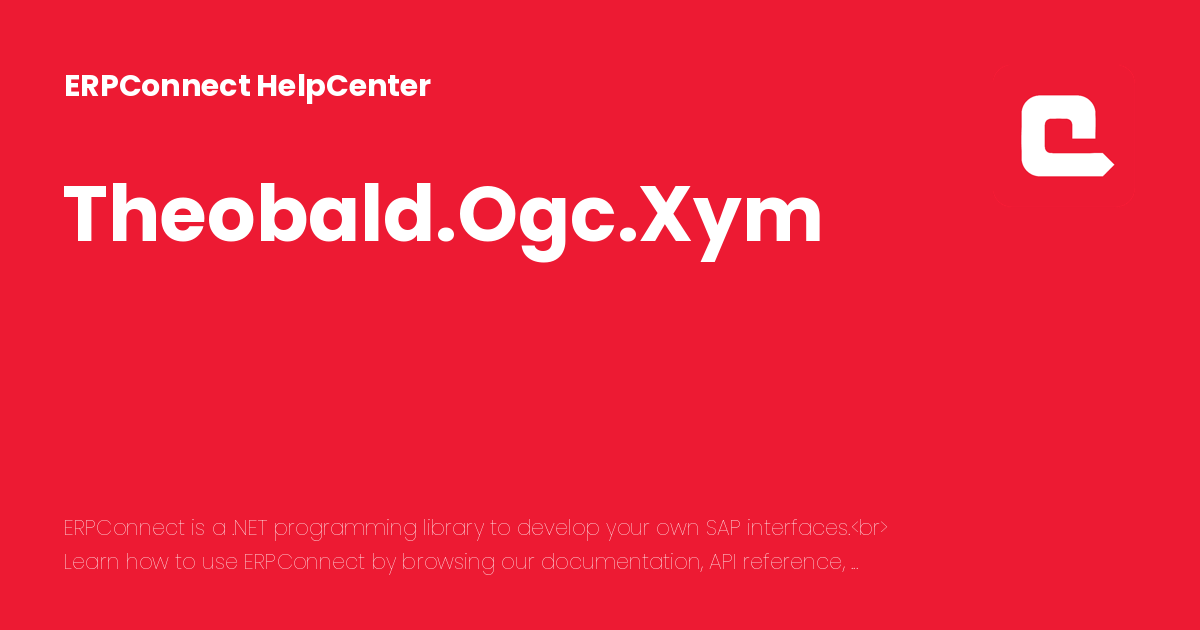 ERPConnect HelpCenter
Theobald.Ogc.Xym
ERPConnect is a .NET programming library to develop your own SAP interfaces.<br>
Learn how to use ERPConnect by browsing our documentation, API reference, ...